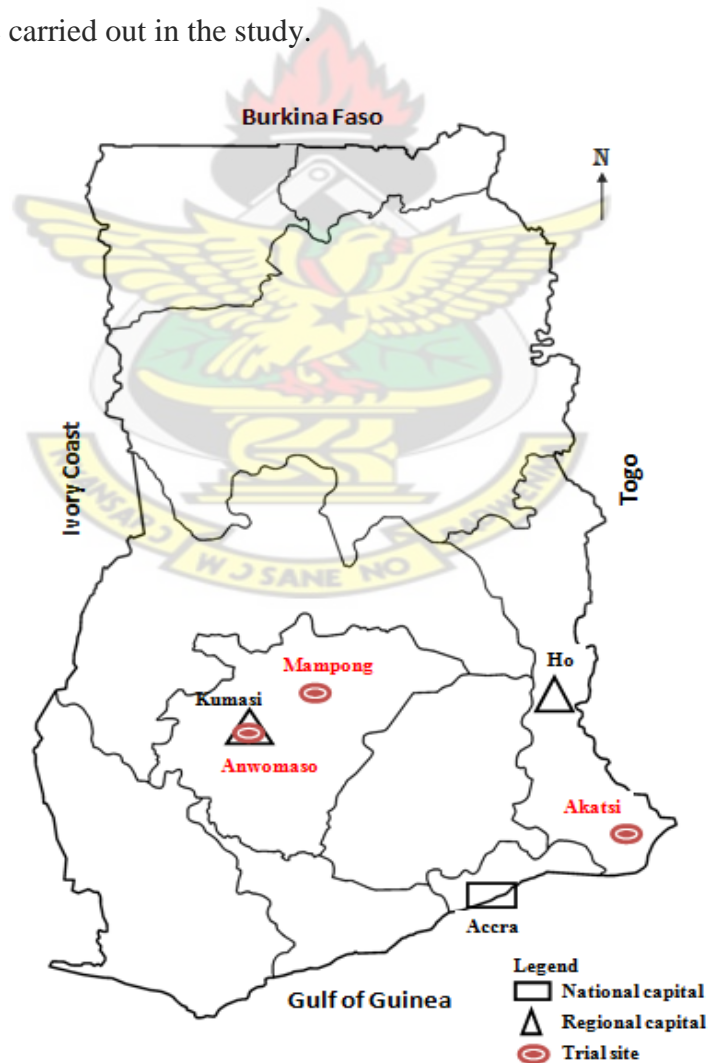 carried out in the study.
Burkina Faso
N
Ivory Coast
Togo
W Ɔ SANE NO
Mampong
Ho
Kumasi
Anwomaso
Akatsi
Accra
Gulf of Guinea
Legend
National capital
Regional capital
Trial site